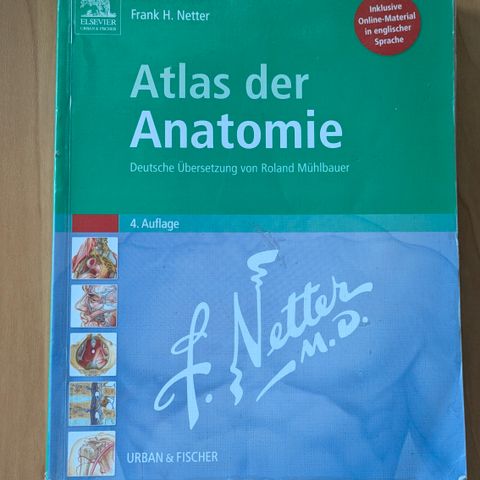 ELSEVIER
URBAN & FISCHER
Frank H. Netter
Inklusive
Online-Material
in englischer
Sprache
Atlas der
Anatomie
Deutsche Übersetzung von Roland Mühlbauer
4. Auflage
F. Netter
M.D.
URBAN & FISCHER